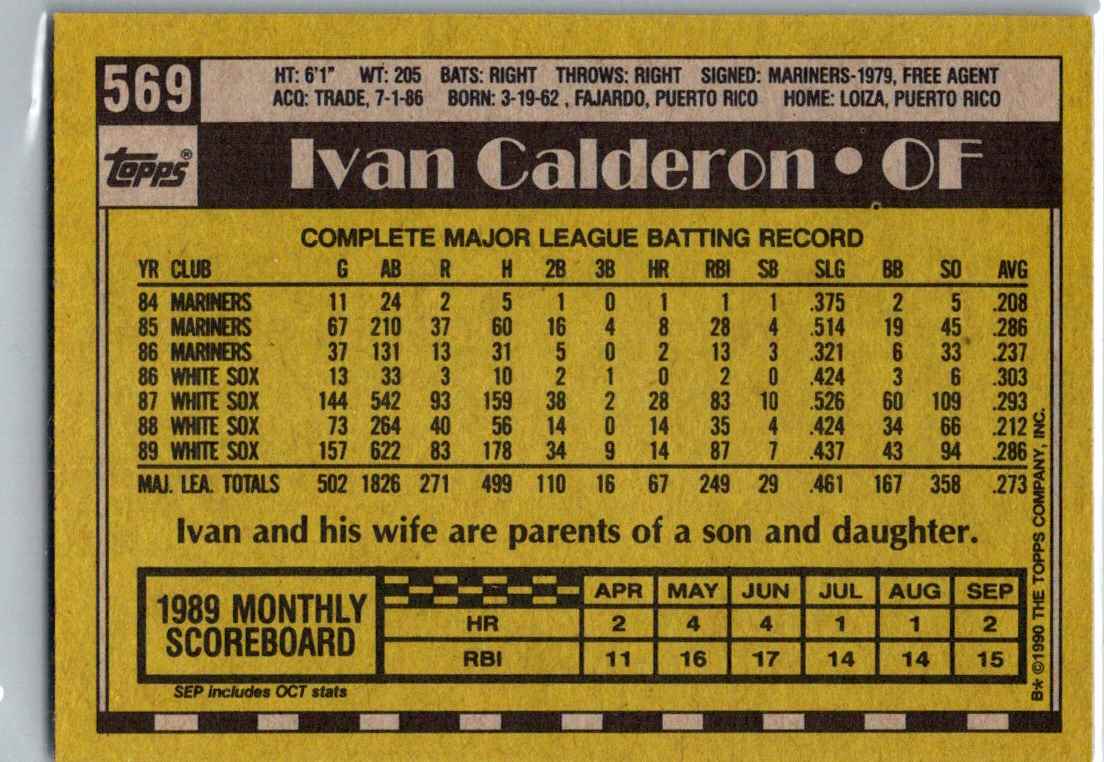 569
HT: 6'1" WT: 205 BATS: RIGHT THROWS: RIGHT SIGNED: MARINERS-1979, FREE AGENT
ACQ: TRADE, 7-1-86 BORN: 3-19-62 , FAJARDO, PUERTO RICO HOME: LOIZA, PUERTO RICO
topps®
Ivan Calderon • OF
COMPLETE MAJOR LEAGUE BATTING RECORD
YR CLUB G AB R H 2B 3B HR RBI SB SLG BB SO AVG
84 MARINERS 11 24 2 5 1 0 1 1 1 .375 2 5 .208
85 MARINERS 67 210 37 60 16 4 8 28 4 .514 19 45 .286
86 MARINERS 37 131 13 31 5 0 2 13 3 .321 6 33 .237
86 WHITE SOX 13 33 3 10 2 1 0 2 0 .424 3 6 .303
87 WHITE SOX 144 542 93 159 38 2 28 83 10 .526 60 109 .293
88 WHITE SOX 73 264 40 56 14 0 14 35 4 .424 34 66 .212
89 WHITE SOX 157 622 83 178 34 9 14 87 7 .437 43 94 .286
MAJ. LEA. TOTALS 502 1826 271 499 110 16 67 249 29 .461 167 358 .273
Ivan and his wife are parents of a son and daughter.
1989 MONTHLY
SCOREBOARD
APR MAY JUN JUL AUG SEP
HR 2 4 4 1 1 2
RBI 11 16 17 14 14 15
SEP includes OCT stats
B* ©1990 THE TOPPS COMPANY, INC.